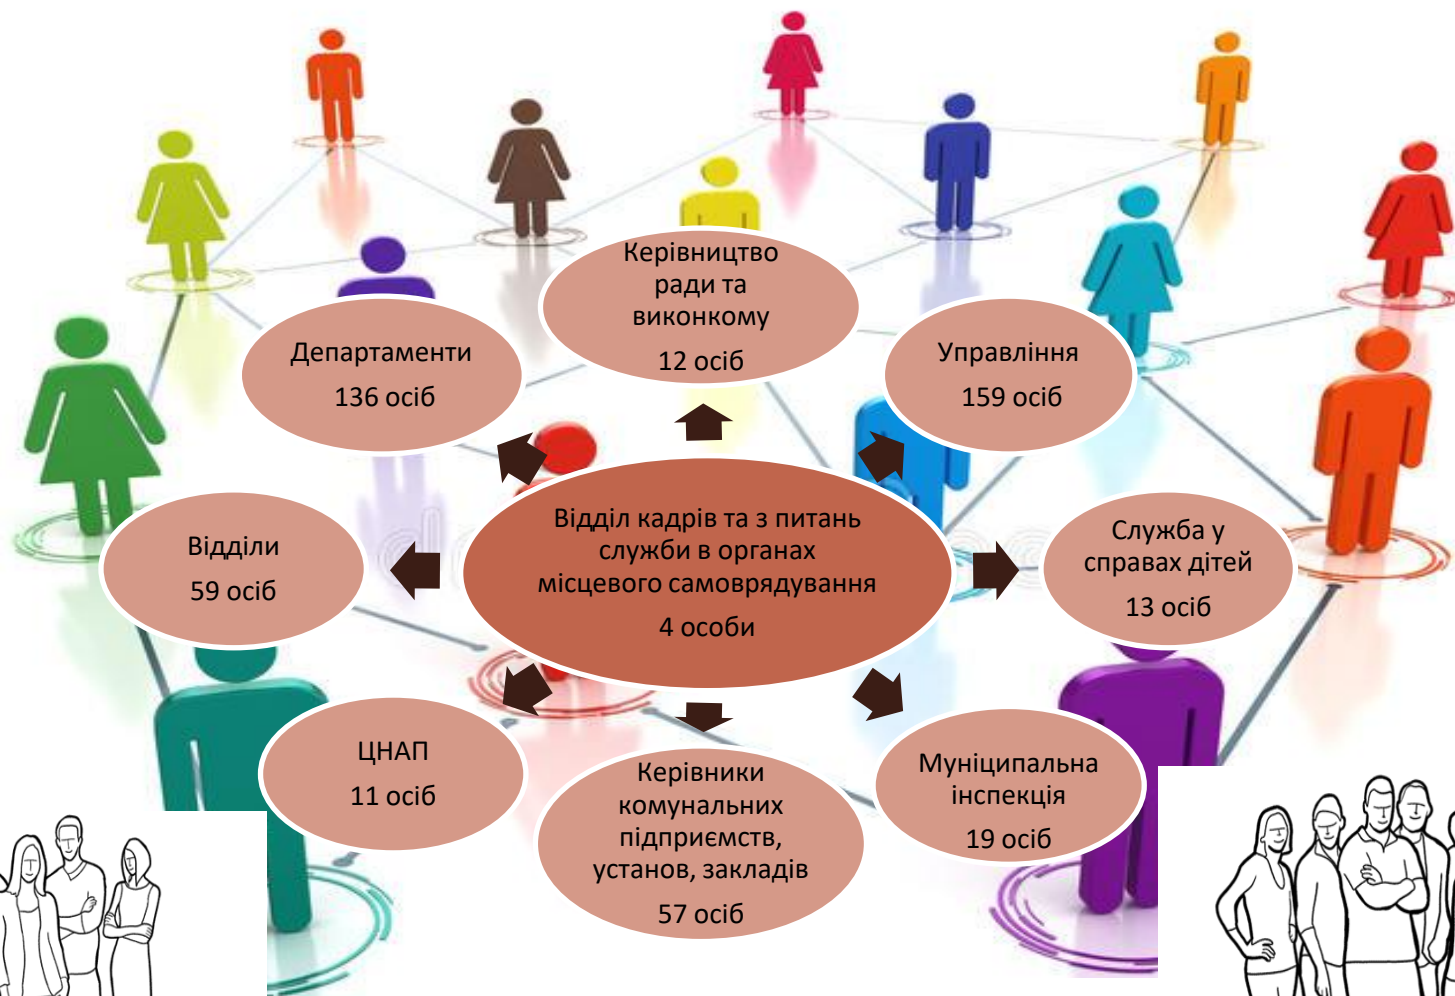 Керівництво
ради та
виконкому
12 осіб
Департаменти
136 осіб
Управління
159 осіб
Відділ кадрів та з питань
служби в органах
місцевого самоврядування
4 особи
Відділи
59 осіб
Служба у
справах дітей
13 осіб
ЦНАП
11 осіб
Керівники
комунальних
підприємств,
установ, закладів
57 осіб
Муніципальна
інспекція
19 осіб